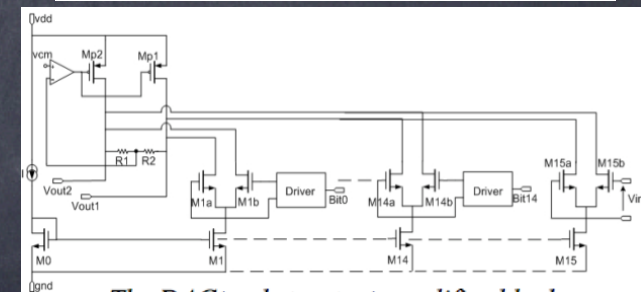 vdd
vcm Mp2 Mp1
R1 R2
Vout2
Vout1
M1a M1b Driver Bit0
M14a M14b Driver Bit14
M15a M15b
Vin
M0 M1 M14 M15
gnd